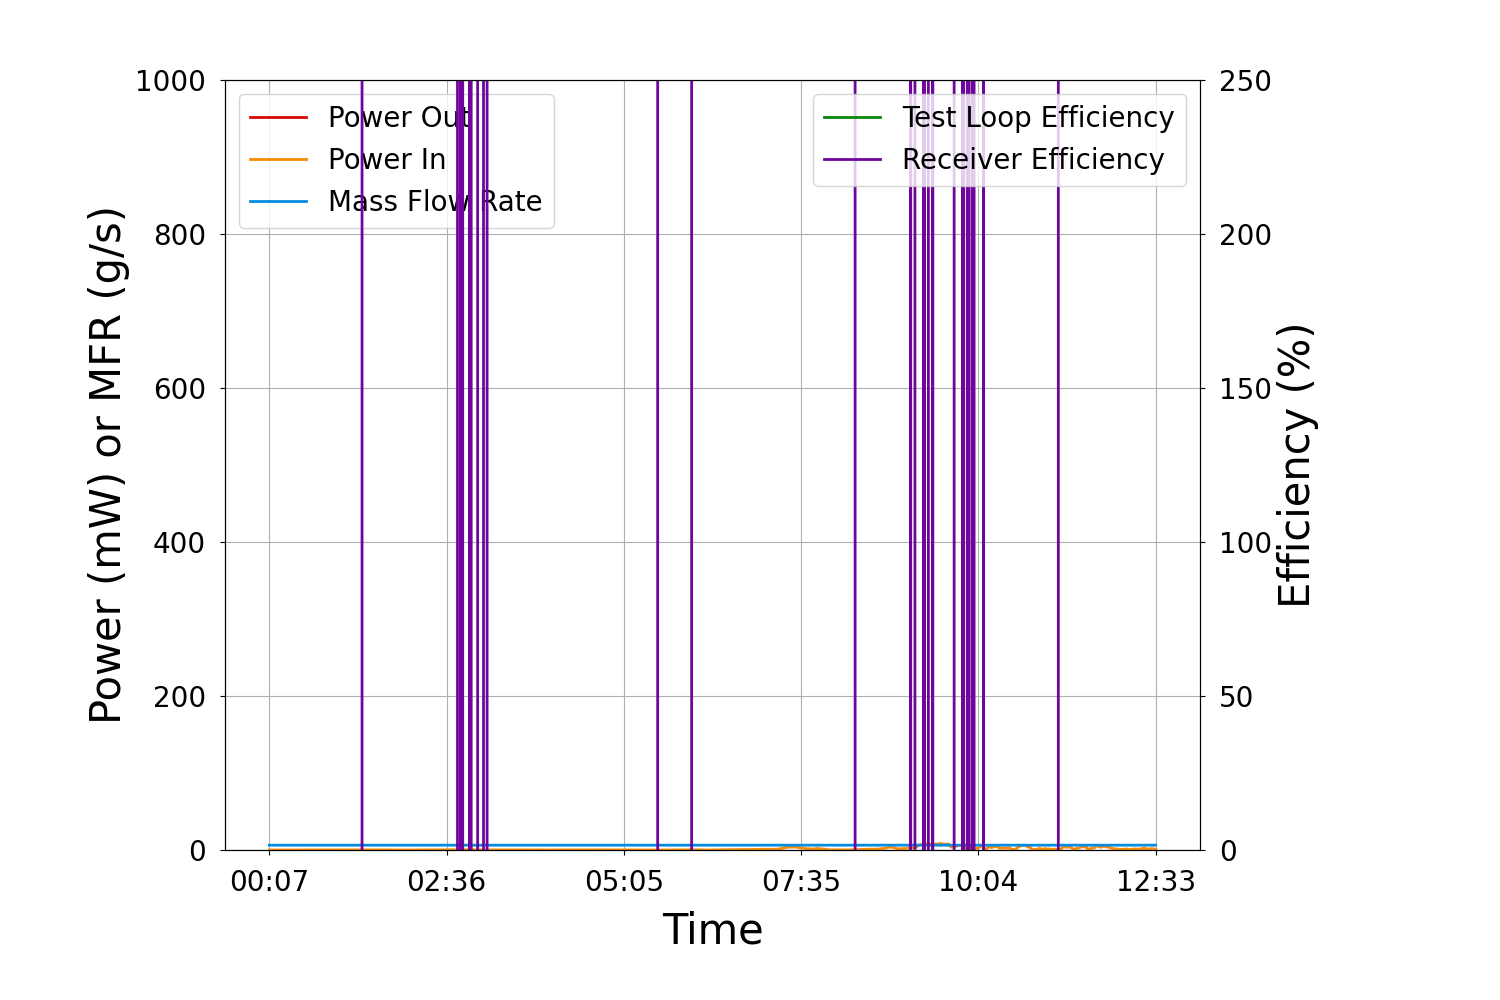 1000
800
600
400
200
0
Power (mW) or MFR (g/s)
Power Out
Power In
Mass Flow Rate
Test Loop Efficiency
Receiver Efficiency
250
200
150
100
50
0
Efficiency (%)
00:07 02:36 05:05 07:35 10:04 12:33
Time